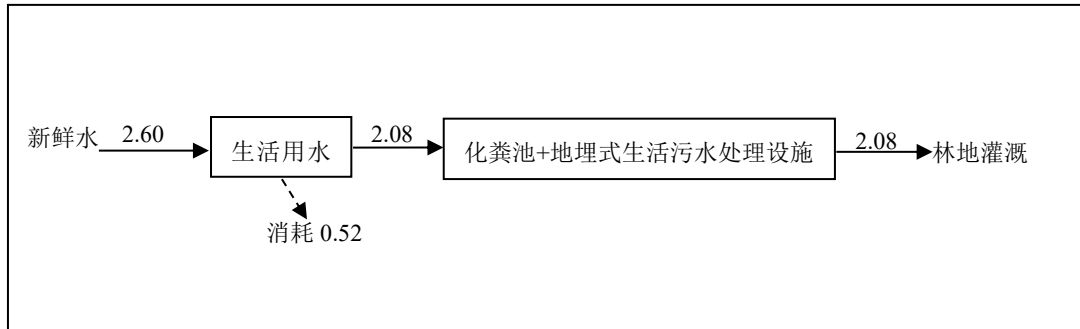 新鲜水
2.60
生活用水
2.08
化粪池+地埋式生活污水处理设施
2.08
林地灌溉
消耗 0.52